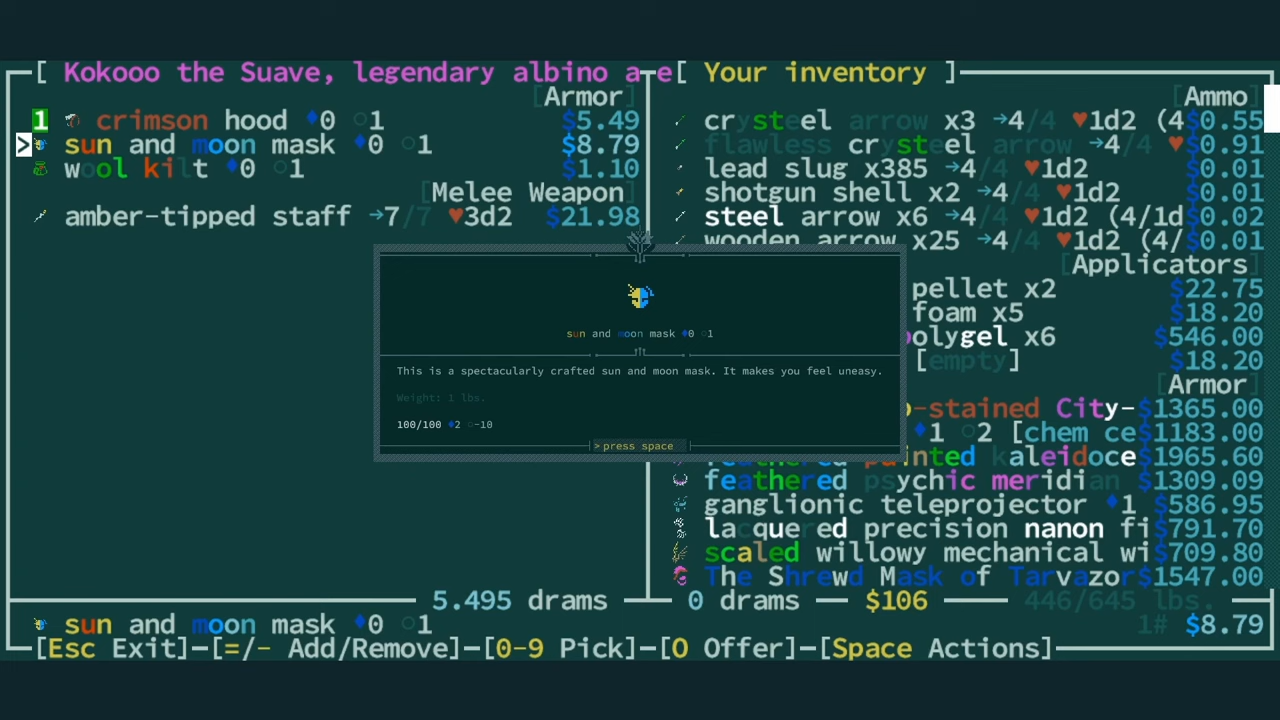 [ Kokooo the Suave, legendary albino a e[ Your inventory ]
[Armor]
1 crimson hood ♦0 ○1 $5.49
> sun and moon mask ♦0 ○1 $8.79
wool kilt ♦0 ○1 $1.10
[Melee Weapon]
amber-tipped staff →7/7 ♥3d2 $21.98
[Ammo]
crysteel arrow x3 →4/4 ♥1d2 (4 $0.55
flawless crysteel arrow →4/4 ♥ $0.91
lead slug x385 →4/4 ♥1d2 $0.01
shotgun shell x2 →4/4 ♥1d2 $0.01
steel arrow x6 →4/4 ♥1d2 (4/1d $0.02
wooden arrow x25 →4/4 ♥1d2 (4/ $0.01
[Applicators]
pellet x2 $22.75
foam x5 $18.20
polygel x6 $546.00
[empty] $18.20
[Armor]
-stained City- $1365.00
♦1 ○2 [chem ce $1183.00
feathered painted kaleidoce $1965.60
feathered psychic meridian $1309.09
ganglionic teleprojector ♦1 $586.95
lacquered precision nanon fi $791.70
scaled willowy mechanical wi $709.80
The Shrewd Mask of Tarvazor $1547.00
sun and moon mask ♦0 ○1
This is a spectacularly crafted sun and moon mask. It makes you feel uneasy.
Weight: 1 lbs.
100/100 ♦2 ○-10
> press space
5.495 drams 0 drams $106 446/645 lbs.
sun and moon mask ♦0 ○1 1# $8.79
[Esc Exit] [=/- Add/Remove] [0-9 Pick] [O Offer] [Space Actions]